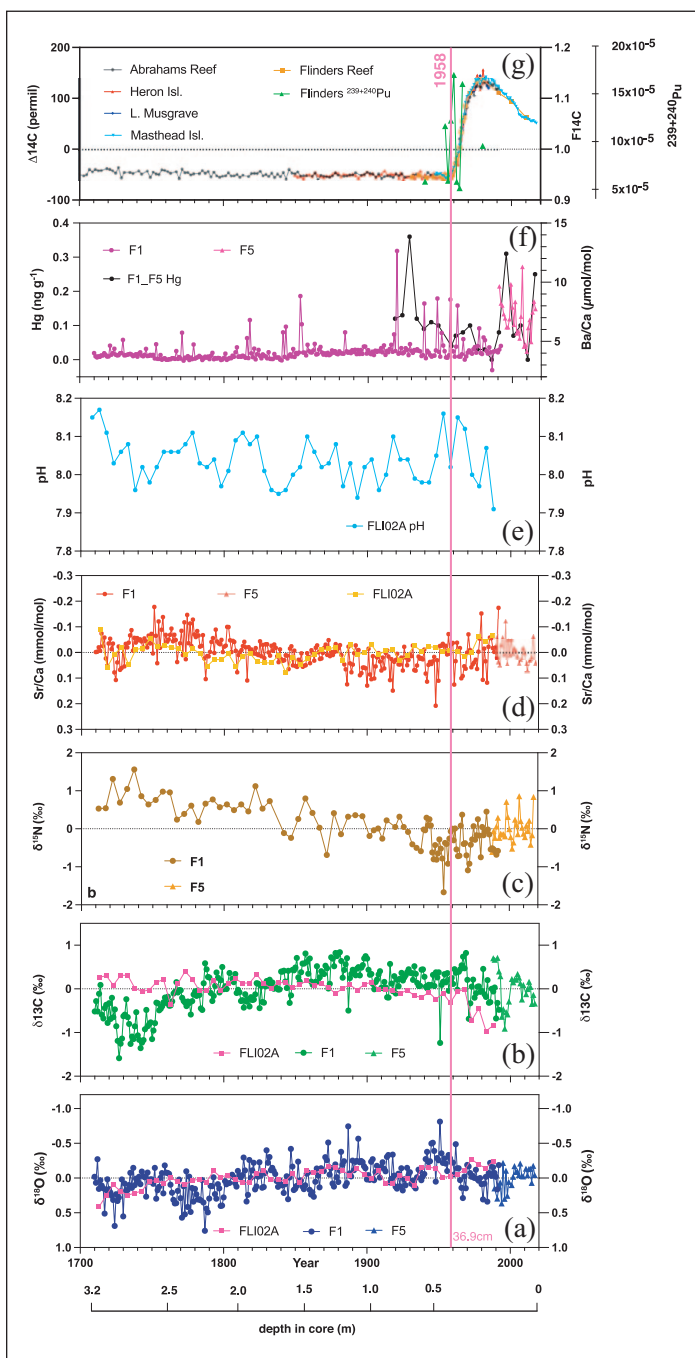 200
100
0
-100
Δ14C (permil)
Abrahams Reef
Heron Isl.
L. Musgrave
Masthead Isl.
Flinders Reef
Flinders 239+240Pu
1958
(g)
1.2
1.1
1.0
0.9
F14C
20x10-5
15x10-5
10x10-5
5x10-5
239+240Pu
0.4
0.3
0.2
0.1
0.0
Hg (ng g-1)
F1
F5
F1_F5 Hg
(f)
15
10
5
Ba/Ca (µmol/mol)
8.2
8.1
8.0
7.9
7.8
pH
FLI02A pH
(e)
8.2
8.1
8.0
7.9
7.8
pH
-0.3
-0.2
-0.1
0.0
0.1
0.2
0.3
Sr/Ca (mmol/mol)
F1
F5
FLI02A
(d)
-0.3
-0.2
-0.1
0.0
0.1
0.2
0.3
Sr/Ca (mmol/mol)
2
1
0
-1
-2
δ15N (‰)
b
F1
F5
(c)
2
1
0
-1
-2
δ15N (‰)
1
0
-1
-2
δ13C (‰)
FLI02A
F1
F5
(b)
1
0
-1
-2
δ13C (‰)
-1.0
-0.5
0.0
0.5
1.0
δ18O (‰)
FLI02A
F1
F5
(a)
36.9cm
-1.0
-0.5
0.0
0.5
1.0
δ18O (‰)
1700
1800
Year
1900
2000
3.2
2.5
2.0
1.5
1.0
0.5
0
depth in core (m)